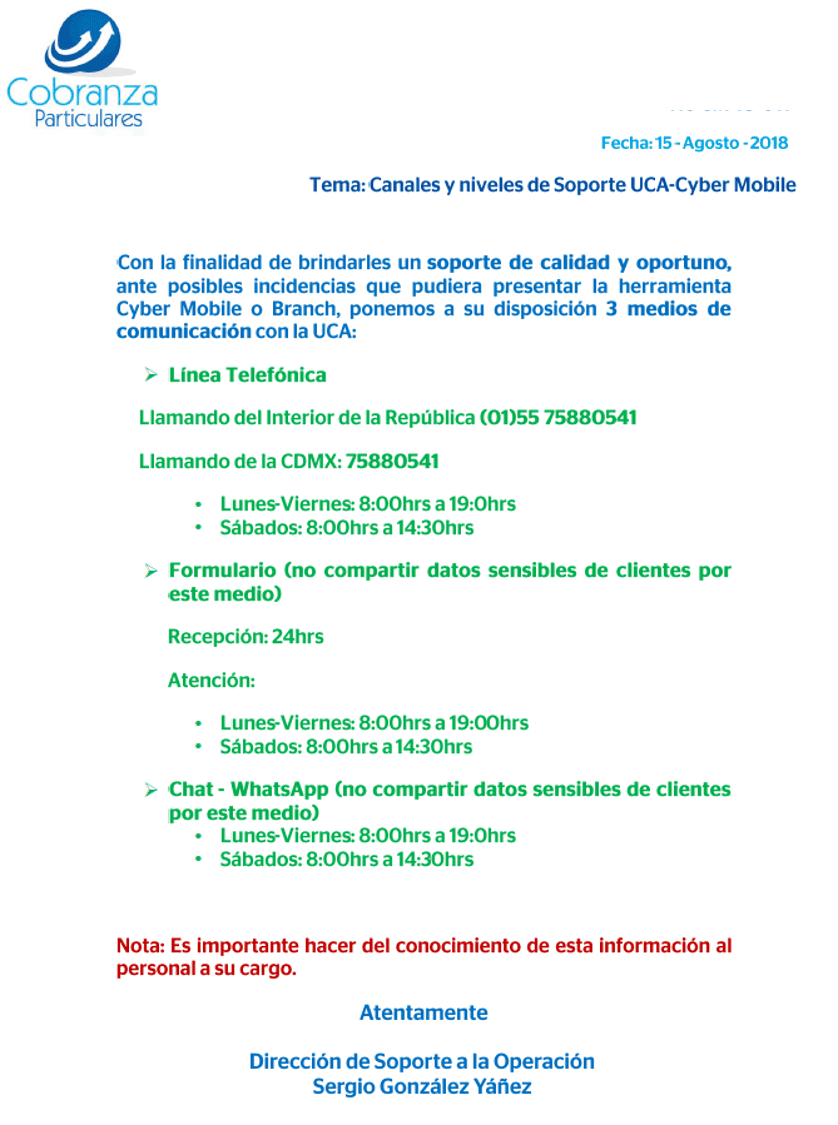 Cobranza
Particulares
Fecha: 15 - Agosto - 2018
Tema: Canales y niveles de Soporte UCA-Cyber Mobile
Con la finalidad de brindarles un soporte de calidad y oportuno,
ante posibles incidencias que pudiera presentar la herramienta
Cyber Mobile o Branch, ponemos a su disposición 3 medios de
comunicación con la UCA:
➢ Línea Telefónica
Llamando del Interior de la República (01)55 75880541
Llamando de la CDMX: 75880541
• Lunes-Viernes: 8:00hrs a 19:0hrs
• Sábados: 8:00hrs a 14:30hrs
➢ Formulario (no compartir datos sensibles de clientes por
este medio)
Recepción: 24hrs
Atención:
• Lunes-Viernes: 8:00hrs a 19:00hrs
• Sábados: 8:00hrs a 14:30hrs
➢ Chat - WhatsApp (no compartir datos sensibles de clientes
por este medio)
• Lunes-Viernes: 8:00hrs a 19:0hrs
• Sábados: 8:00hrs a 14:30hrs
Nota: Es importante hacer del conocimiento de esta información al
personal a su cargo.
Atentamente
Dirección de Soporte a la Operación
Sergio González Yáñez